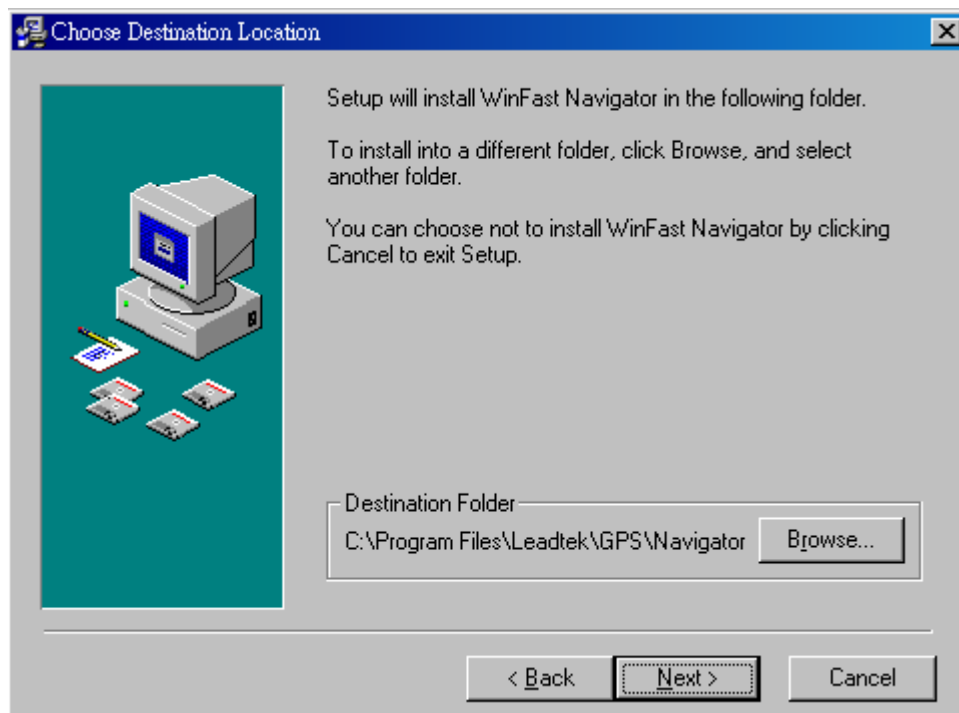 Choose Destination Location
Setup will install WinFast Navigator in the following folder.
To install into a different folder, click Browse, and select
another folder.
You can choose not to install WinFast Navigator by clicking
Cancel to exit Setup.
Destination Folder
C:\Program Files\Leadtek\GPS\Navigator
Browse...
< Back
Next >
Cancel